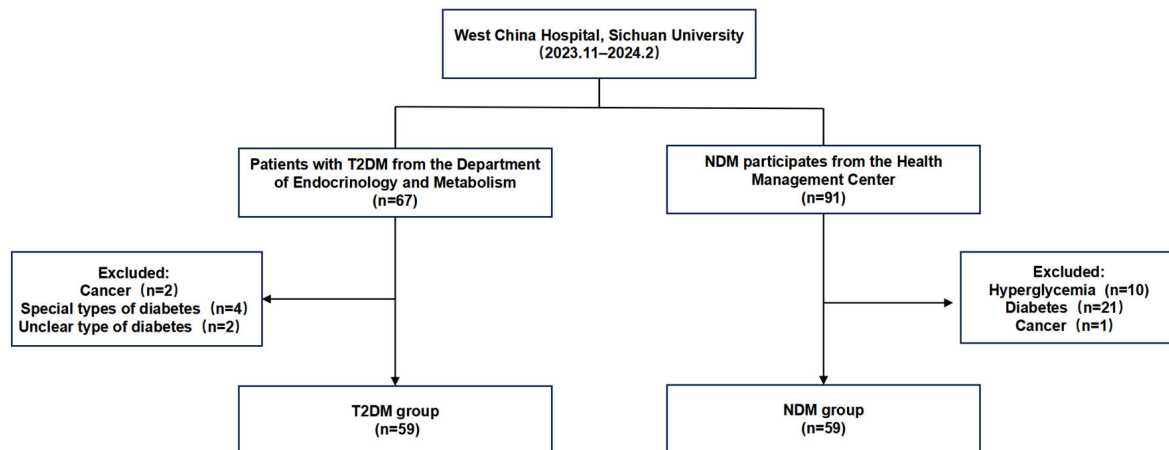 West China Hospital, Sichuan University
（2023.11–2024.2）
Patients with T2DM from the Department
of Endocrinology and Metabolism
(n=67)
NDM participates from the Health
Management Center
(n=91)
Excluded:
Cancer（n=2)
Special types of diabetes（n=4)
Unclear type of diabetes（n=2)
Excluded:
Hyperglycemia（n=10)
Diabetes（n=21)
Cancer（n=1)
T2DM group
(n=59)
NDM group
(n=59)